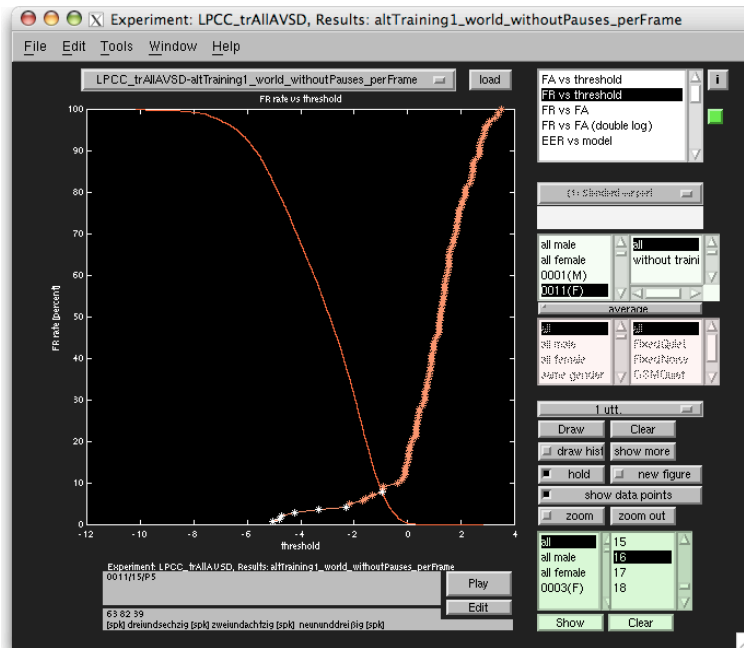 Experiment: LPCC_trAllAVSD, Results: altTraining1_world_withoutPauses_perFrame
File Edit Tools Window Help
LPCC_trAllAVSD-altTraining1_world_withoutPauses_perFrame
load
FR rate vs threshold
100
90
80
70
60
50
40
30
20
10
0
FR rate [percent]
-12 -10 -8 -6 -4 -2 0 2 4
threshold
FA vs threshold
FR vs threshold
FR vs FA
FR vs FA (double log)
EER vs model
i
all male
all female
0001(M)
0011(F)
all
without traini
average
all
all male
all female
same gender
all
FixedQuiet
FixedNoisy
GSMQuiet
1 utt.
Draw Clear
draw hist show more
hold new figure
show data points
zoom zoom out
all
all male
all female
0003(F)
15
16
17
18
Show Clear
Experiment: LPCC_trAllAVSD, Results: altTraining1_world_withoutPauses_perFrame
0011/15/P5
Play
Edit
63 82 39
[spk] dreiundsechzig [spk] zweiundachtzig [spk] neununddreißig [spk]